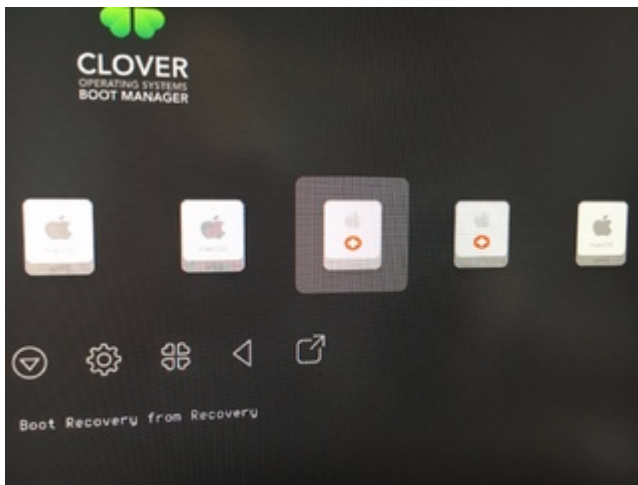 CLOVER
OPERATING SYSTEMS
BOOT MANAGER
Boot Recovery from Recovery